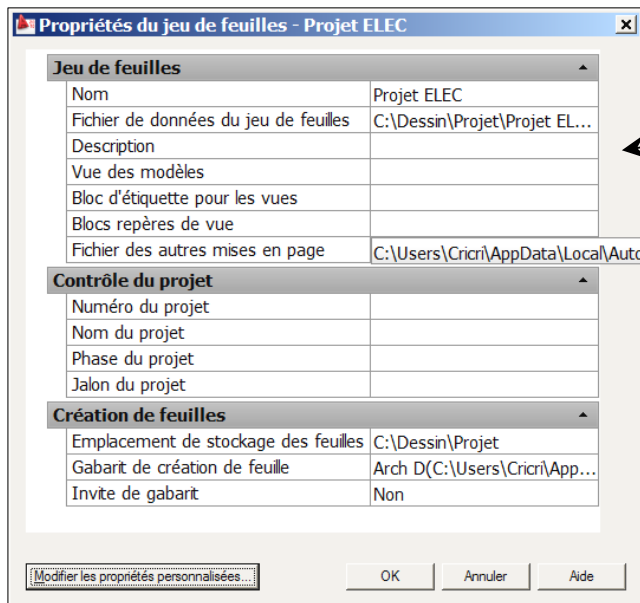 Propriétés du jeu de feuilles - Projet ELEC
Jeu de feuilles
Nom Projet ELEC
Fichier de données du jeu de feuilles C:\Dessin\Projet\Projet EL...
Description
Vue des modèles
Bloc d'étiquette pour les vues
Blocs repères de vue
Fichier des autres mises en page C:\Users\Cricri\AppData\Local\Auto
Contrôle du projet
Numéro du projet
Nom du projet
Phase du projet
Jalon du projet
Création de feuilles
Emplacement de stockage des feuilles C:\Dessin\Projet
Gabarit de création de feuille Arch D(C:\Users\Cricri\App...
Invite de gabarit Non
Modifier les propriétés personnalisées... OK Annuler Aide